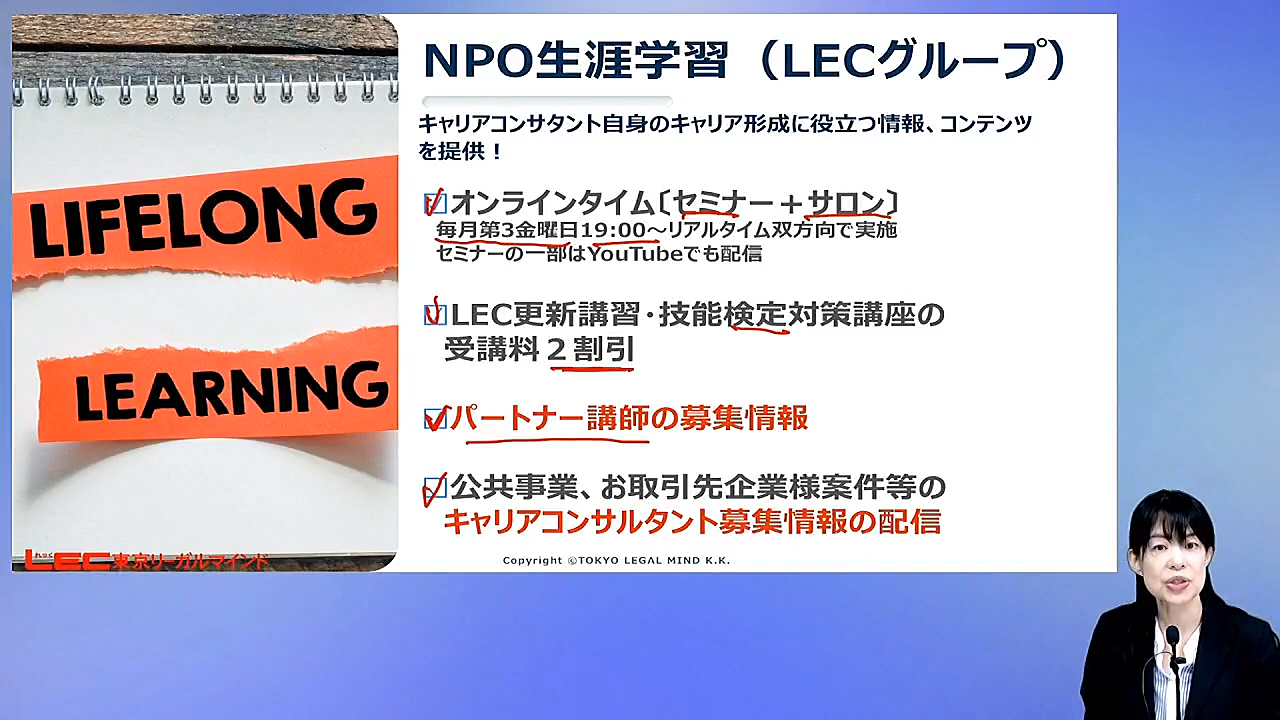 NPO生涯学習（LECグループ）
キャリアコンサタント自身のキャリア形成に役立つ情報、コンテンツ
を提供！
オンラインタイム〔セミナー＋サロン〕
毎月第3金曜日19:00～リアルタイム双方向で実施
セミナーの一部はYouTubeでも配信
LEC更新講習・技能検定対策講座の
受講料２割引
パートナー講師の募集情報
公共事業、お取引先企業様案件等の
キャリアコンサルタント募集情報の配信
LIFELONG
LEARNING
れっく
LEC東京リーガルマインド
Copyright ©TOKYO LEGAL MIND K.K.